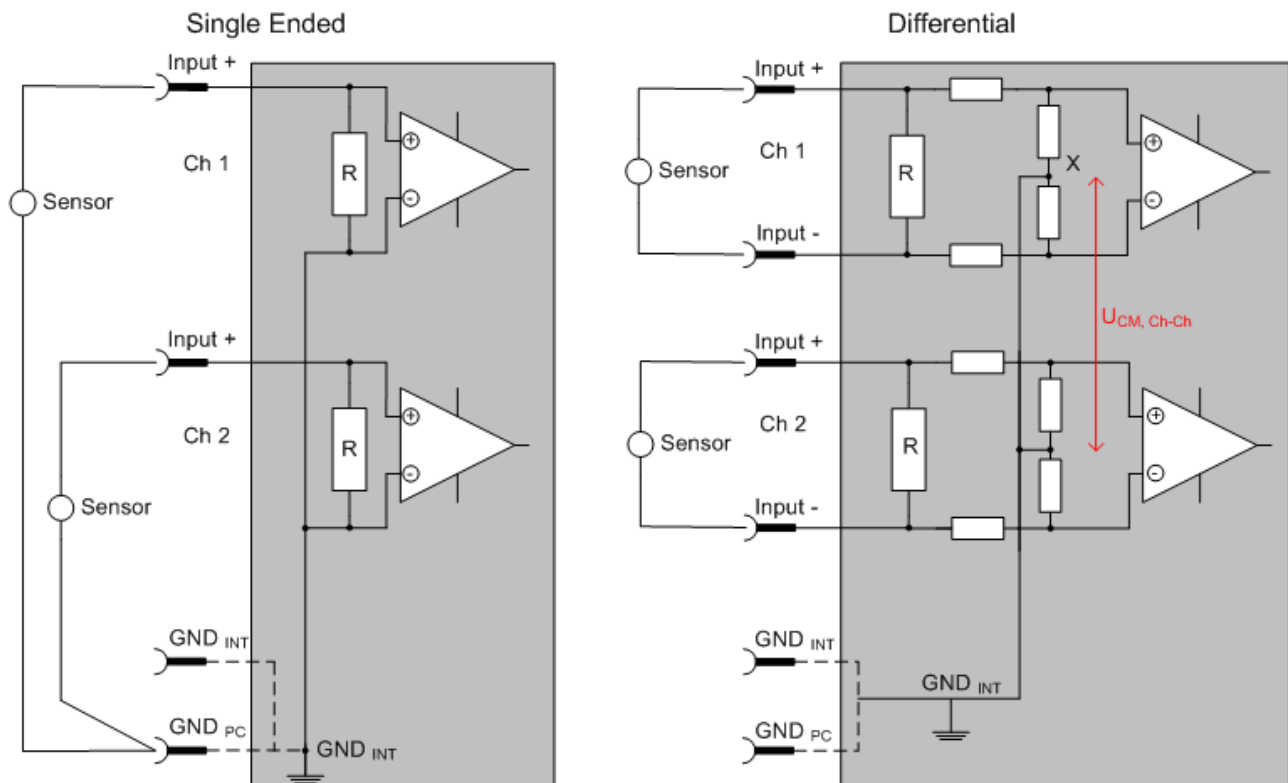 Single Ended
Input +
Ch 1
R
+
-
Sensor
Input +
Ch 2
R
+
-
Sensor
GND INT
GND PC
GND INT
Differential
Input +
Ch 1
Sensor
R
X
+
-
Input -
U CM, Ch-Ch
Input +
Ch 2
Sensor
R
+
-
Input -
GND INT
GND INT
GND PC